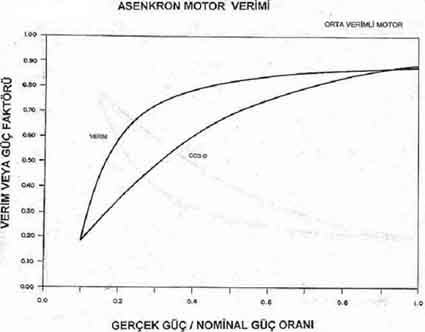 ASENKRON MOTOR VERİMİ
ORTA VERİMLİ MOTOR
VERİM VEYA GÜÇ FAKTÖRÜ
1.00
0.90
0.80
0.70
0.60
0.50
0.40
0.30
0.20
0.10
0.00
VERİM
COS Ø
0.0 0.2 0.4 0.6 0.8 1.0
GERÇEK GÜÇ / NOMİNAL GÜÇ ORANI